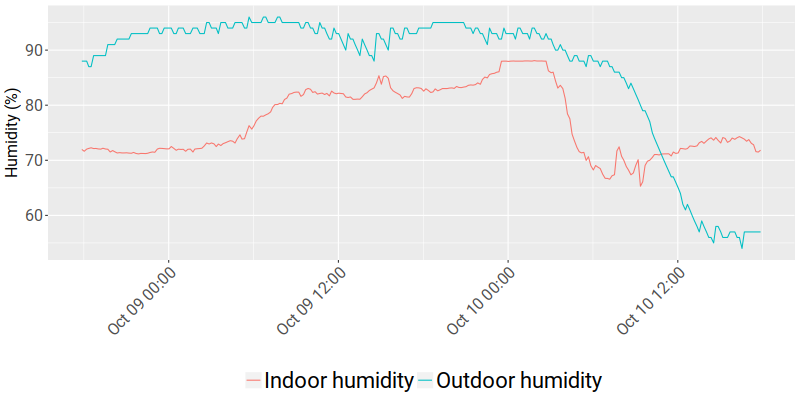 Humidity (%)
90
80
70
60
Oct 09 00:00
Oct 09 12:00
Oct 10 00:00
Oct 10 12:00
Indoor humidity
Outdoor humidity